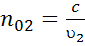 n₀₂ = c / υ₂